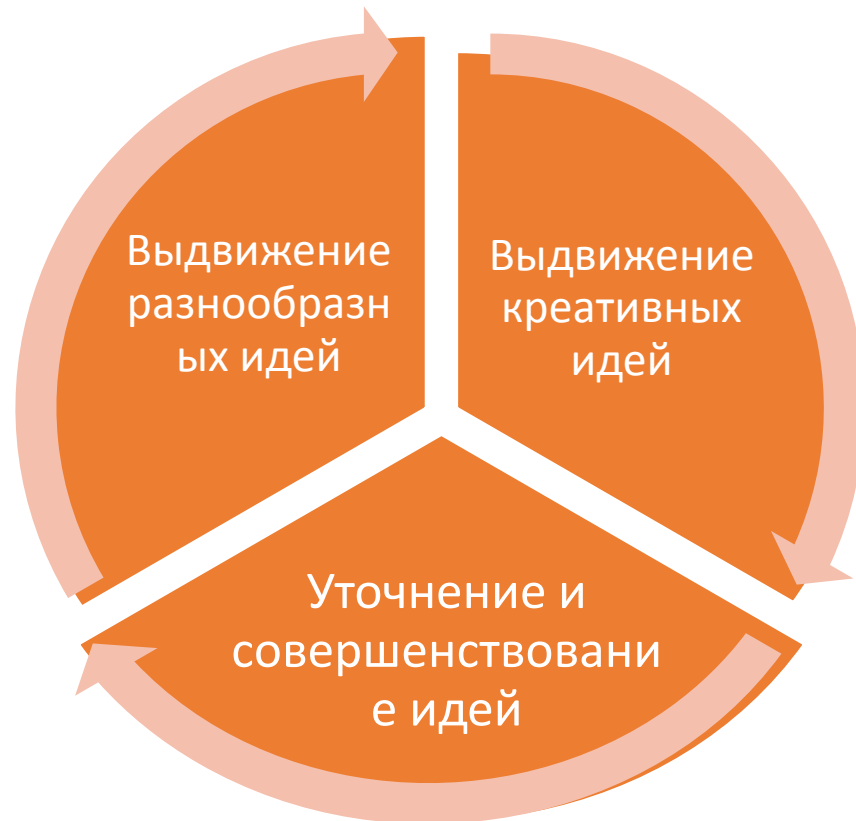 Выдвижение
разнообразн
ых идей
Выдвижение
креативных
идей
Уточнение и
совершенствовани
е идей